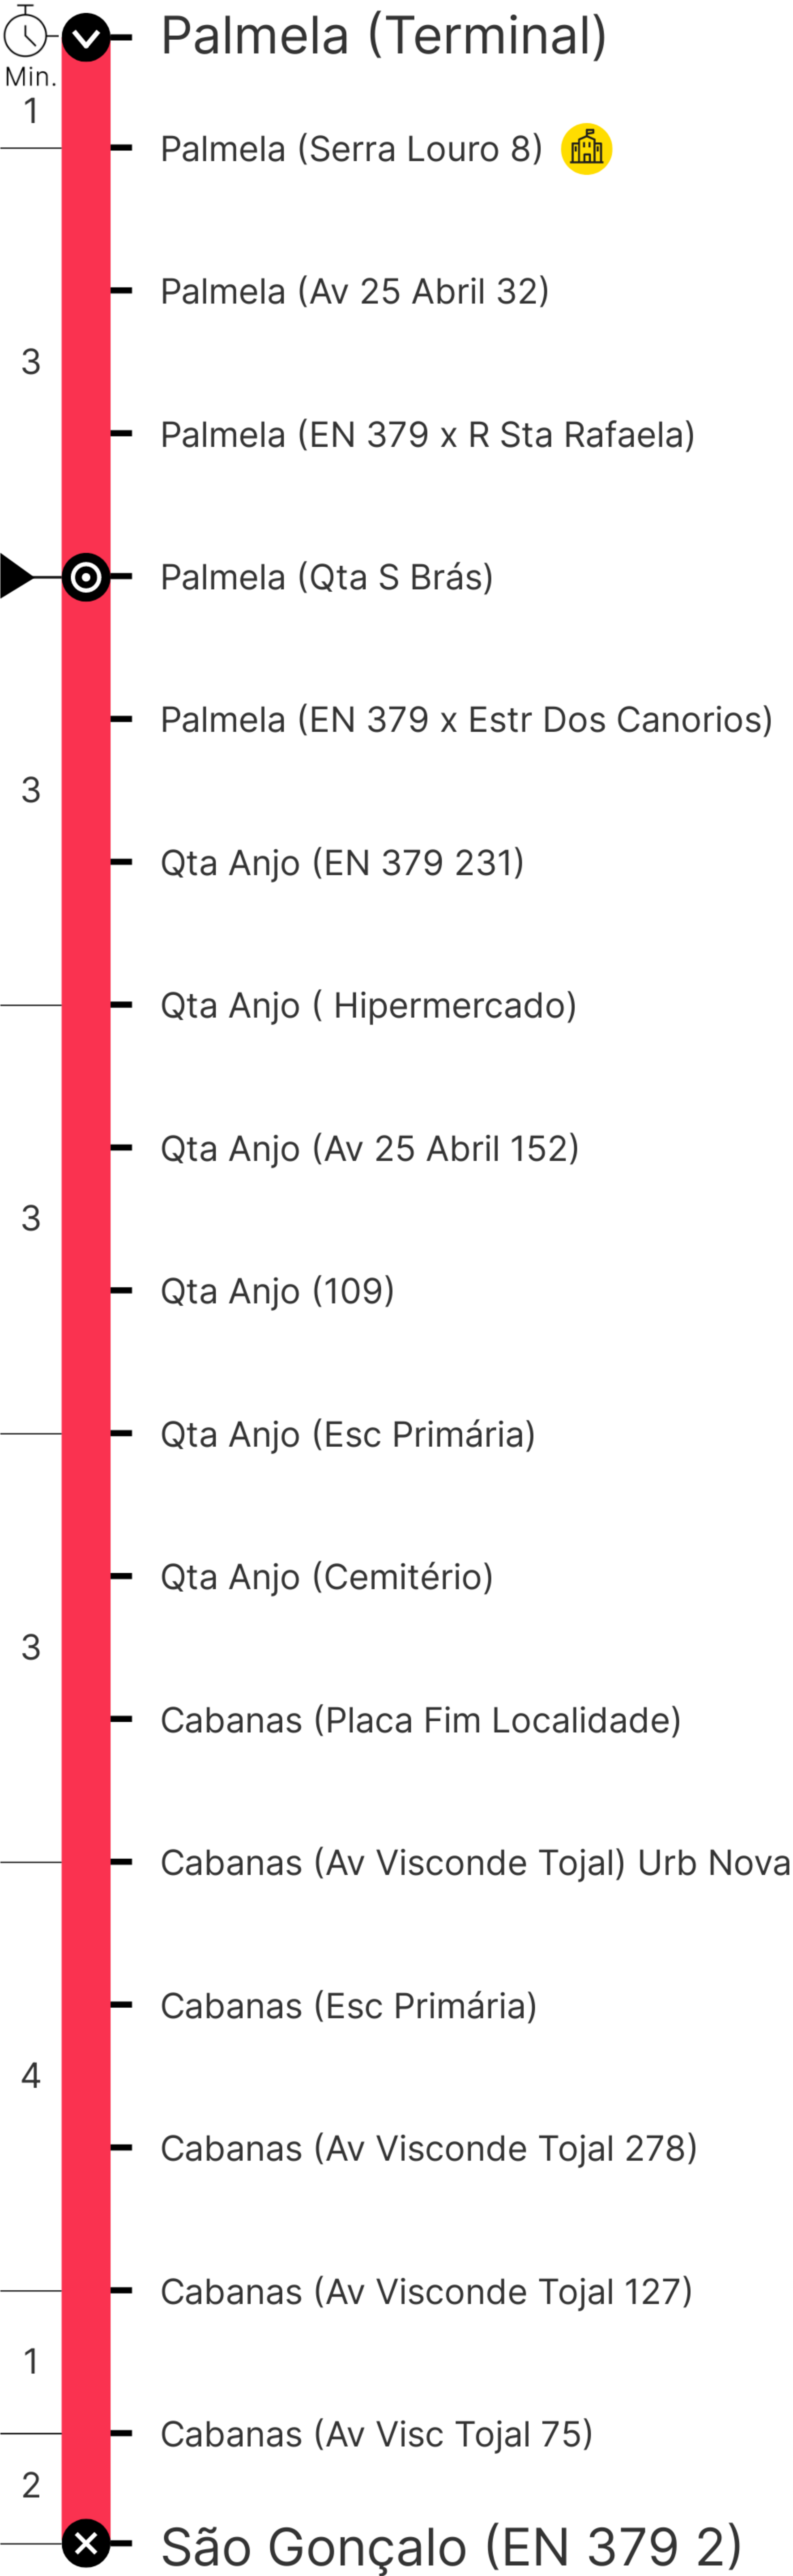 Palmela (Terminal)
Min.
1
Palmela (Serra Louro 8)
Palmela (Av 25 Abril 32)
3
Palmela (EN 379 x R Sta Rafaela)
Palmela (Qta S Brás)
Palmela (EN 379 x Estr Dos Canorios)
3
Qta Anjo (EN 379 231)
Qta Anjo ( Hipermercado)
Qta Anjo (Av 25 Abril 152)
3
Qta Anjo (109)
Qta Anjo (Esc Primária)
Qta Anjo (Cemitério)
3
Cabanas (Placa Fim Localidade)
Cabanas (Av Visconde Tojal) Urb Nova
Cabanas (Esc Primária)
4
Cabanas (Av Visconde Tojal 278)
Cabanas (Av Visconde Tojal 127)
1
Cabanas (Av Visc Tojal 75)
2
São Gonçalo (EN 379 2)